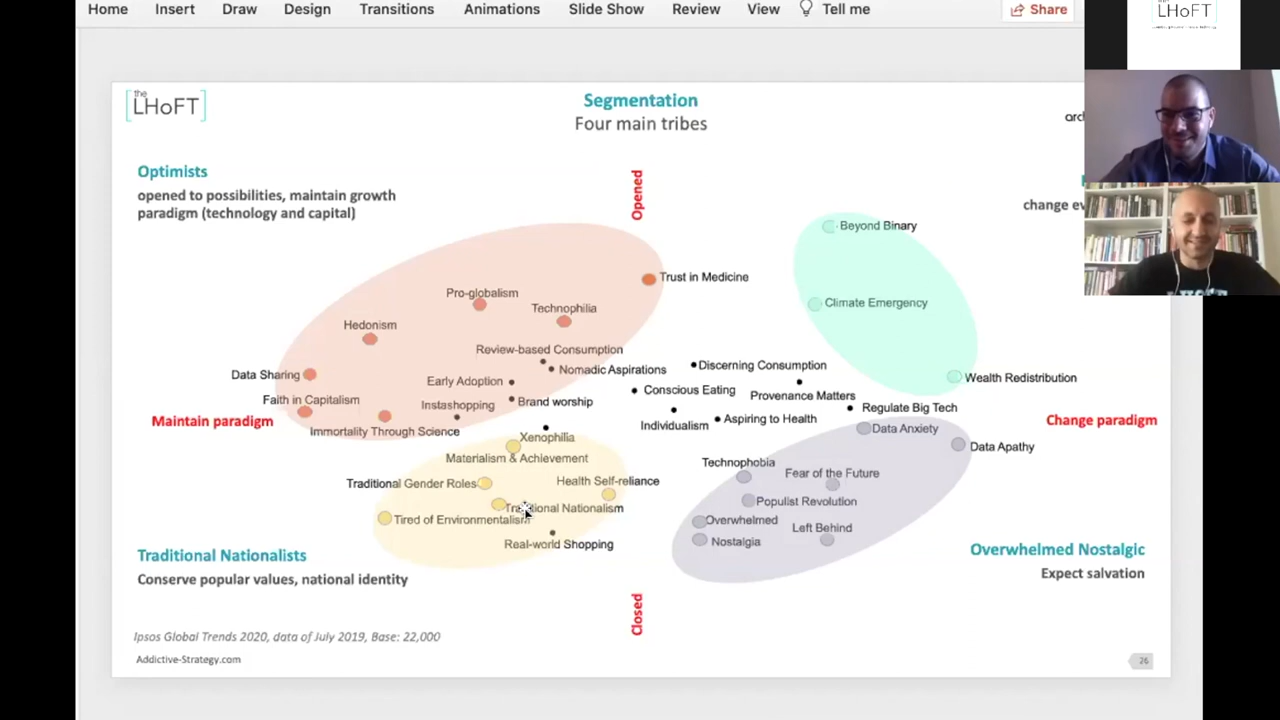 Home Insert Draw Design Transitions Animations Slide Show Review View Tell me Share
the
LHoFT
LHoFT
Segmentation
Four main tribes
arc
Optimists
opened to possibilities, maintain growth
paradigm (technology and capital)
change ev
Opened
Beyond Binary
Trust in Medicine
Pro-globalism
Climate Emergency
Technophilia
Hedonism
Review-based Consumption
Discerning Consumption
Nomadic Aspirations
Data Sharing
Wealth Redistribution
Early Adoption
Conscious Eating
Provenance Matters
Faith in Capitalism
Instashopping
Brand worship
Regulate Big Tech
Maintain paradigm
Individualism
Aspiring to Health
Change paradigm
Immortality Through Science
Data Anxiety
Xenophilia
Data Apathy
Materialism & Achievement
Technophobia
Fear of the Future
Traditional Gender Roles
Health Self-reliance
Populist Revolution
Traditional Nationalism
Tired of Environmentalism
Overwhelmed
Left Behind
Real-world Shopping
Nostalgia
Traditional Nationalists
Overwhelmed Nostalgic
Conserve popular values, national identity
Expect salvation
Closed
Ipsos Global Trends 2020, data of July 2019, Base: 22,000
Addictive-Strategy.com
26